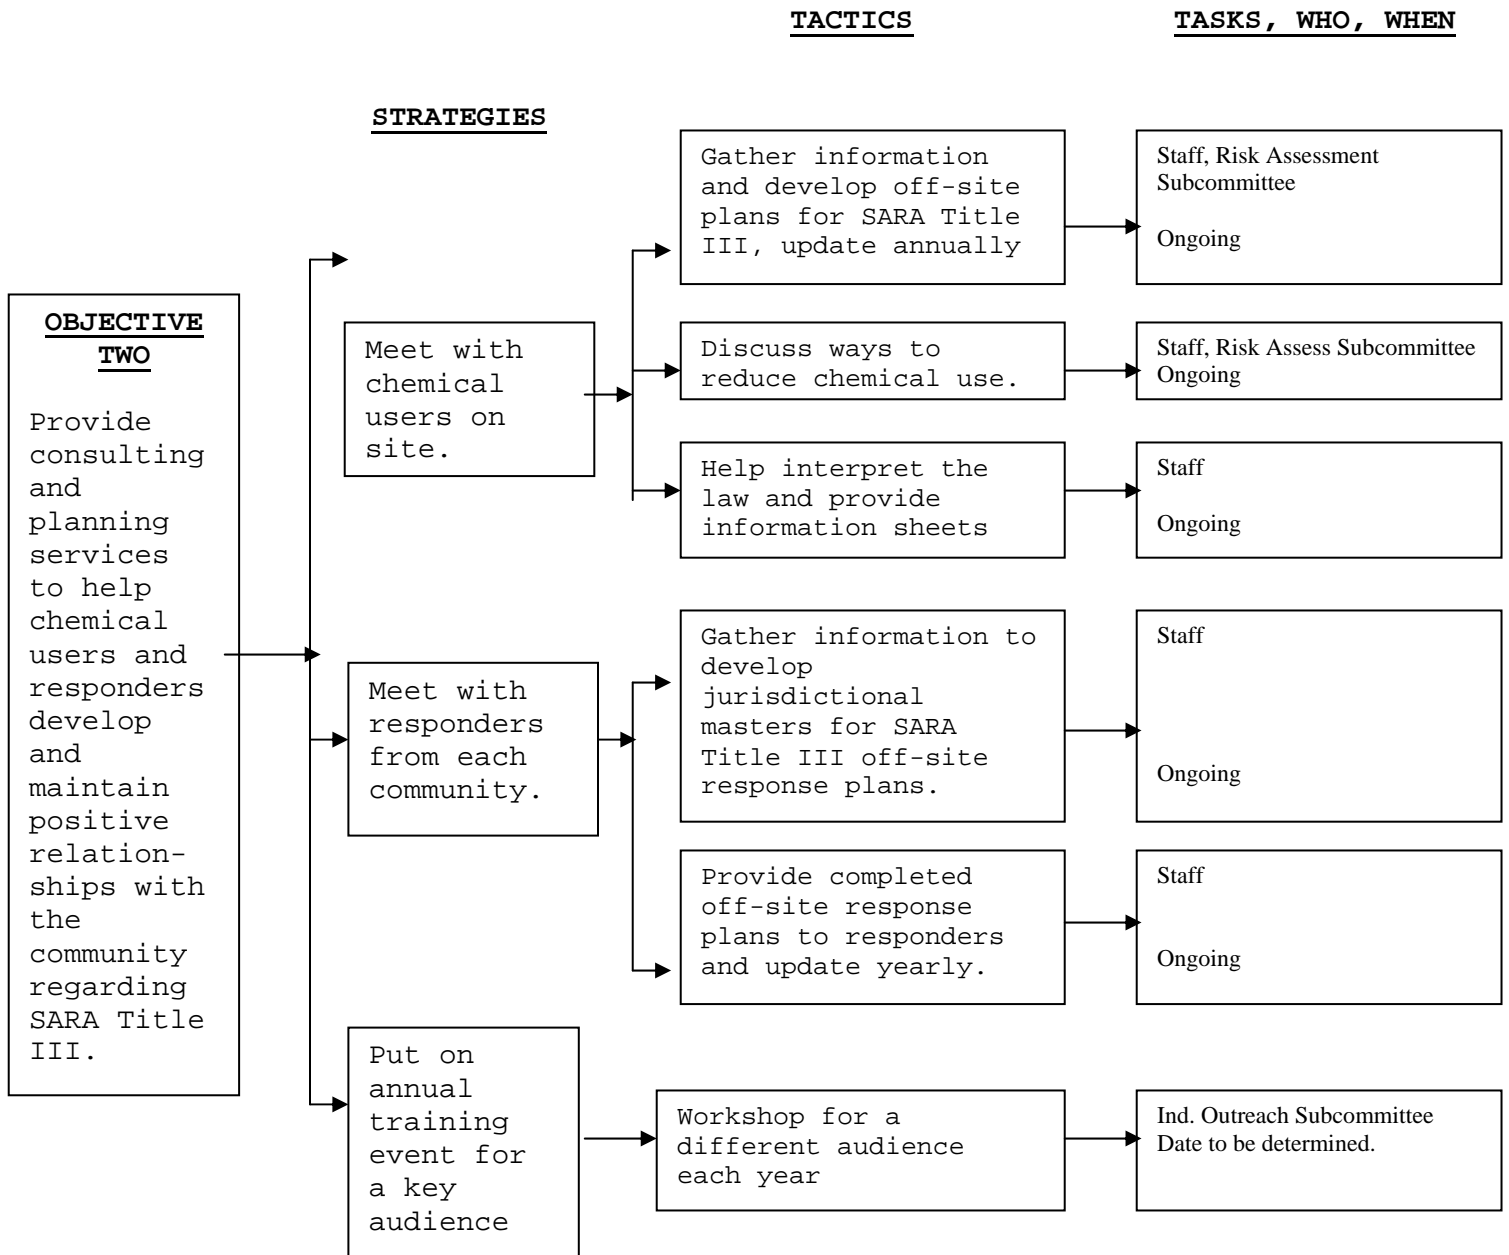 TACTICS
TASKS, WHO, WHEN
STRATEGIES
OBJECTIVE
TWO
Provide
consulting
and
planning
services
to help
chemical
users and
responders
develop
and
maintain
positive
relation-
ships with
the
community
regarding
SARA Title
III.
Meet with
chemical
users on
site.
Gather information
and develop off-site
plans for SARA Title
III, update annually
Staff, Risk Assessment
Subcommittee
Ongoing
Discuss ways to
reduce chemical use.
Staff, Risk Assess Subcommittee
Ongoing
Help interpret the
law and provide
information sheets
Staff
Ongoing
Meet with
responders
from each
community.
Gather information to
develop
jurisdictional
masters for SARA
Title III off-site
response plans.
Staff
Ongoing
Provide completed
off-site response
plans to responders
and update yearly.
Staff
Ongoing
Put on
annual
training
event for
a key
audience
Workshop for a
different audience
each year
Ind. Outreach Subcommittee
Date to be determined.